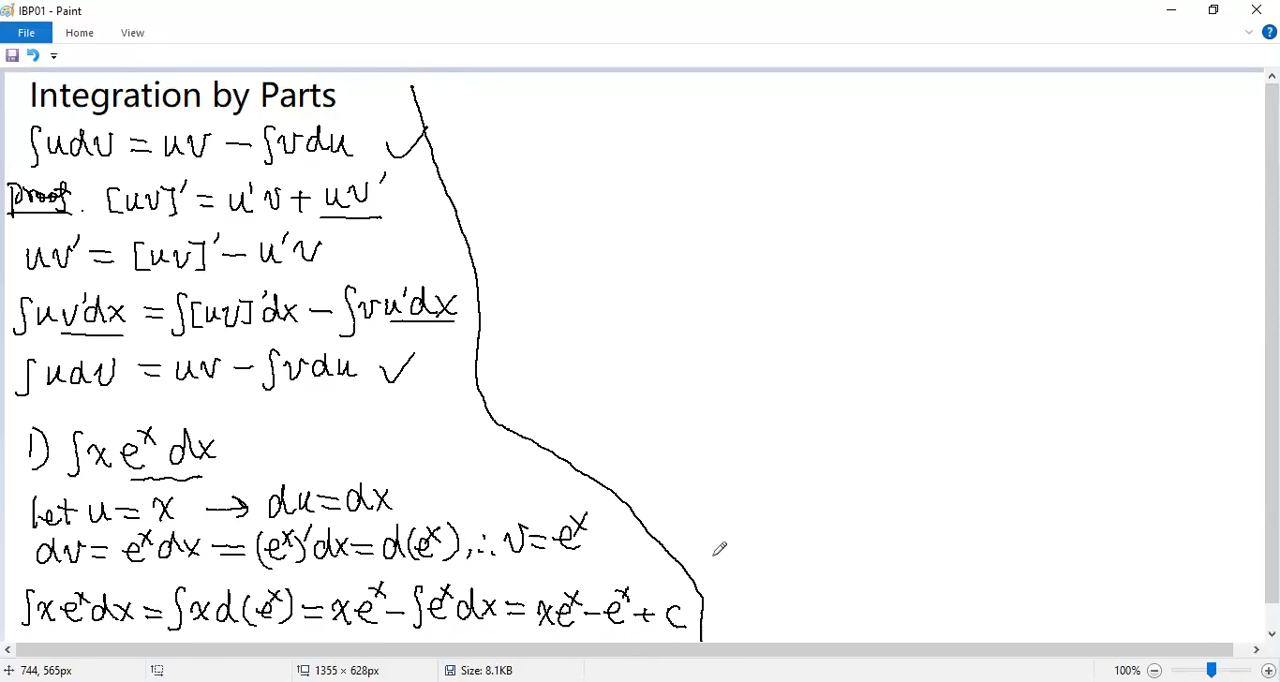 IBP01 - Paint
File Home View
Integration by Parts
∫udv = uv - ∫vdu ✓
Proof. [uv]' = u'v + uv'
uv' = [uv]' - u'v
∫uv'dx = ∫[uv]'dx - ∫vu'dx
∫udv = uv - ∫vdu ✓
1) ∫x e^x dx
Let u = x → du = dx
dv = e^x dx = (e^x)'dx = d(e^x), ∴ v = e^x
∫xe^x dx = ∫xd(e^x) = xe^x - ∫e^x dx = xe^x - e^x + c
744, 565px 1355 × 628px Size: 8.1KB 100%